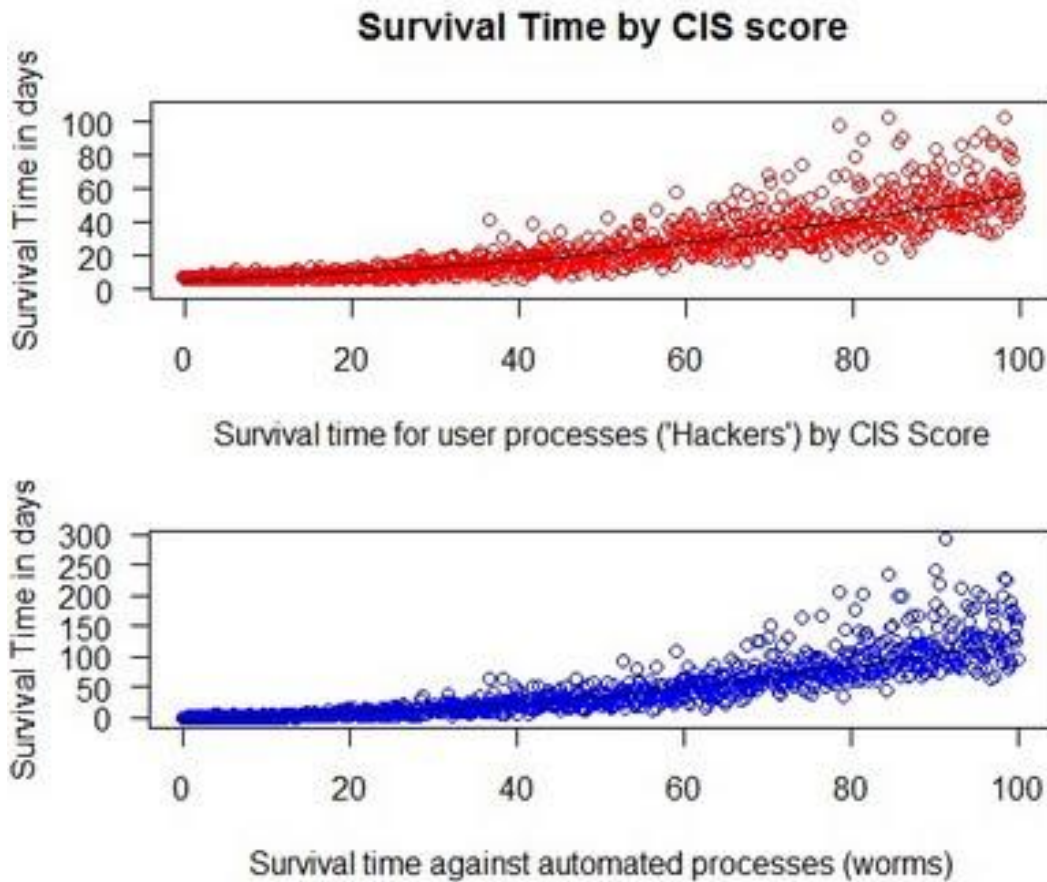 Survival Time by CIS score
Survival Time in days
100
80
60
40
20
0
0 20 40 60 80 100
Survival time for user processes ('Hackers') by CIS Score
Survival Time in days
300
250
200
150
100
50
0
0 20 40 60 80 100
Survival time against automated processes (worms)